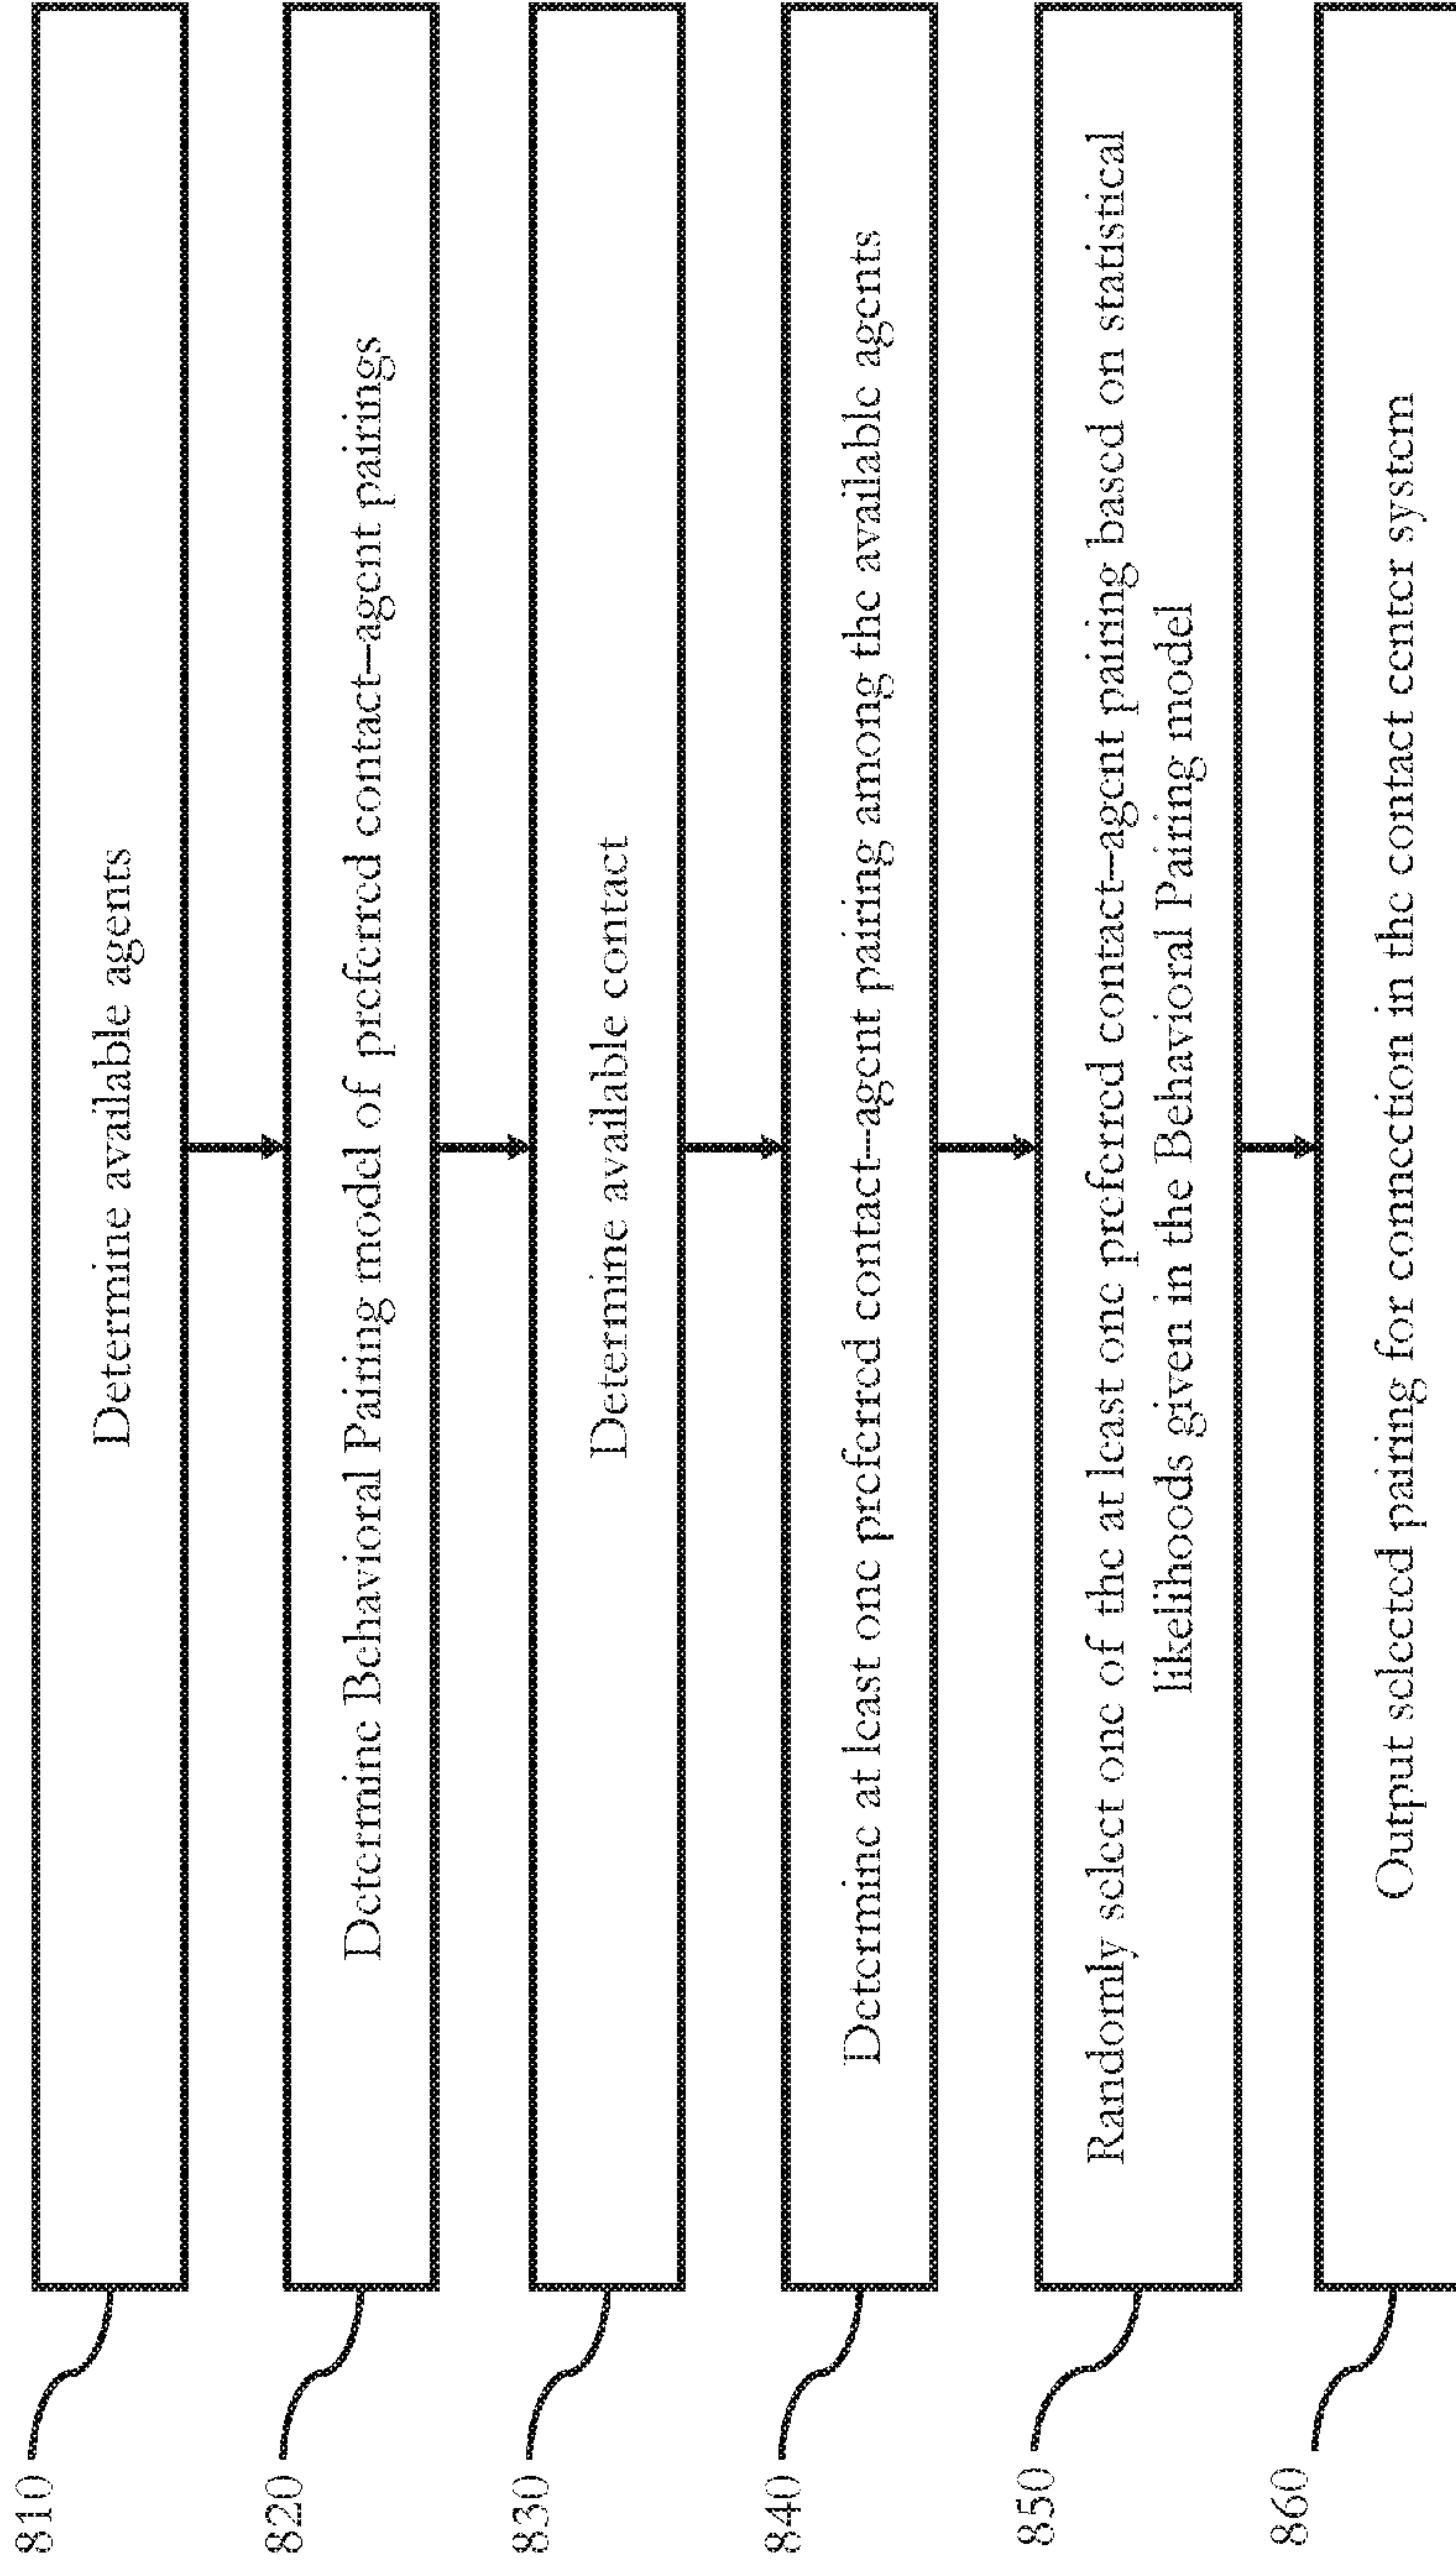 810
Determine available agents
820
Determine Behavioral Pairing model of preferred contact–agent pairings
830
Determine available contact
840
Determine at least one preferred contact–agent pairing among the available agents
850
Randomly select one of the at least one preferred contact–agent pairing based on statistical
likelihoods given in the Behavioral Pairing model
860
Output selected pairing for connection in the contact center system